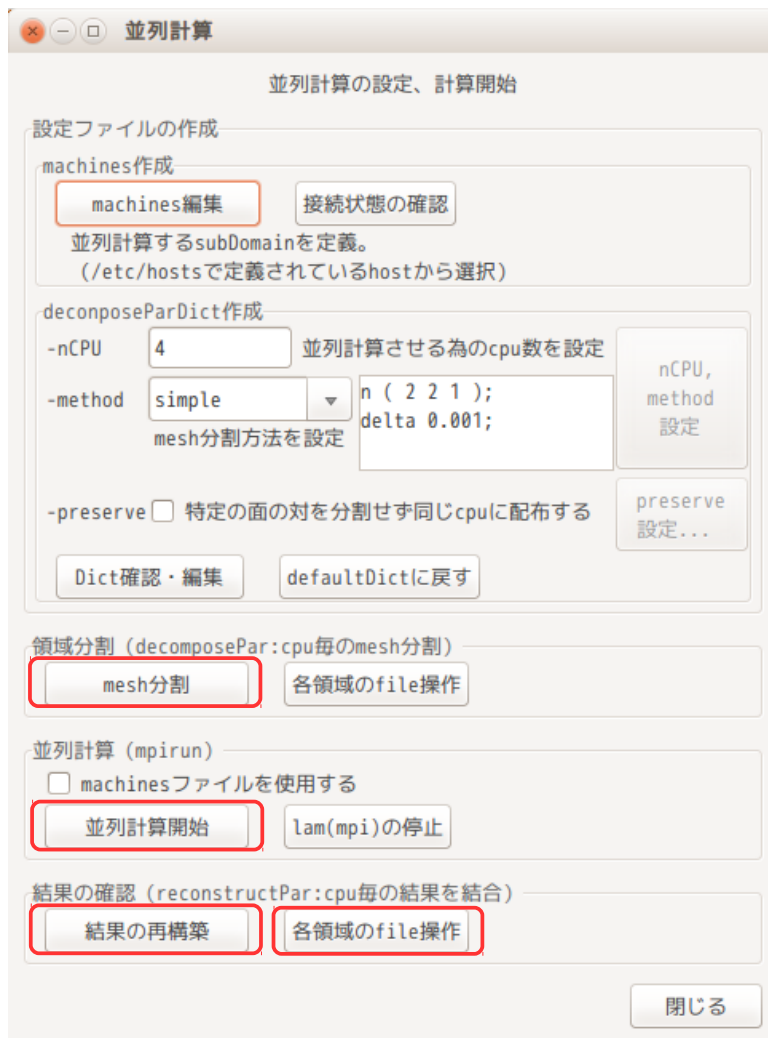 並列計算
並列計算の設定、計算開始
設定ファイルの作成
machines作成
machines編集
接続状態の確認
並列計算するsubDomainを定義。
(/etc/hostsで定義されているhostから選択)
deconposeParDict作成
-nCPU
4
並列計算させる為のcpu数を設定
-method
simple
mesh分割方法を設定
n ( 2 2 1 );
delta 0.001;
nCPU,
method
設定
-preserve
特定の面の対を分割せず同じcpuに配布する
preserve
設定...
Dict確認・編集
defaultDictに戻す
領域分割 (decomposePar:cpu毎のmesh分割)
mesh分割
各領域のfile操作
並列計算 (mpirun)
machinesファイルを使用する
並列計算開始
lam(mpi)の停止
結果の確認 (reconstructPar:cpu毎の結果を結合)
結果の再構築
各領域のfile操作
閉じる